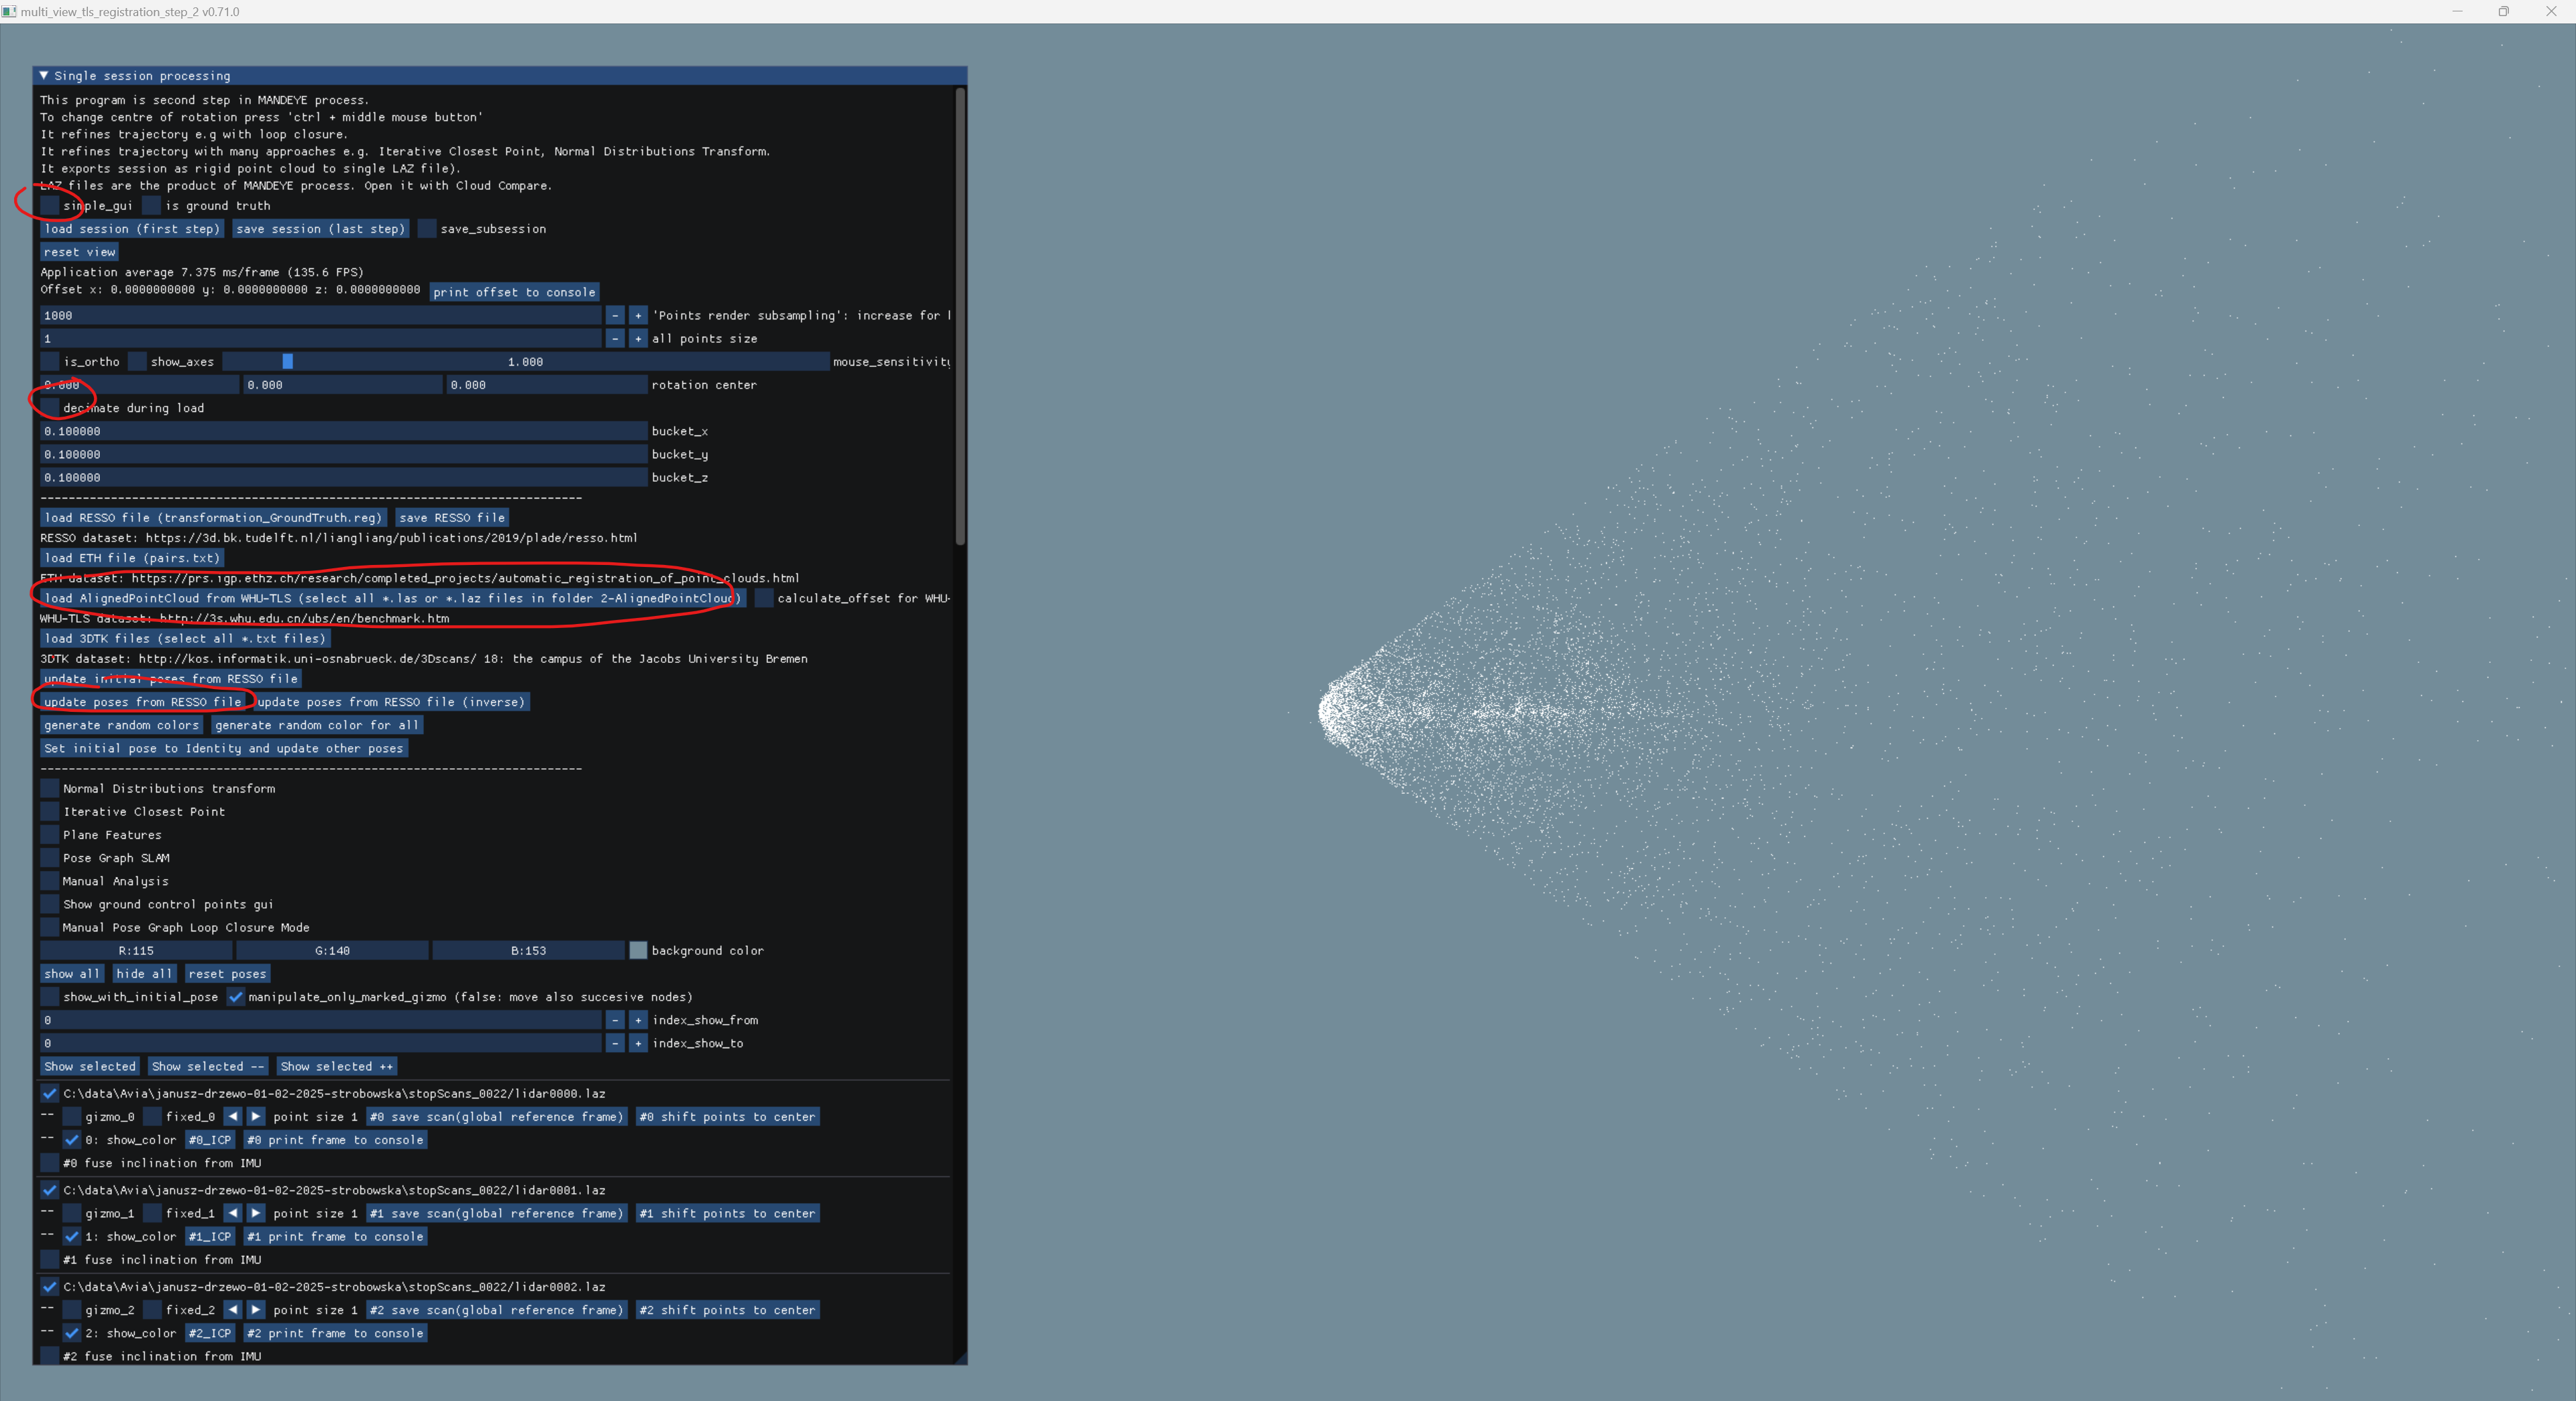 multi_view_tls_registration_step_2 v0.71.0
Single session processing
This program is second step in MANDEYE process.
To change centre of rotation press 'ctrl + middle mouse button'
It refines trajectory e.g with loop closure.
It refines trajectory with many approaches e.g. Iterative Closest Point, Normal Distributions Transform.
It exports session as rigid point cloud to single LAZ file).
LAZ files are the product of MANDEYE process. Open it with Cloud Compare.
simple_gui is ground truth
load session (first step) save session (last step) save_subsession
reset view
Application average 7.375 ms/frame (135.6 FPS)
Offset x: 0.0000000000 y: 0.0000000000 z: 0.0000000000 print offset to console
1000 - + 'Points render subsampling': increase for
1 - + all points size
is_ortho show_axes 1.000 mouse_sensitivity
0.000 0.000 0.000 rotation center
decimate during load
0.100000 bucket_x
0.100000 bucket_y
0.100000 bucket_z
--------------------------------------------------------------------------------
load RESSO file (transformation_GroundTruth.reg) save RESSO file
RESSO dataset: https://3d.bk.tudelft.nl/liangliang/publications/2019/plade/resso.html
load ETH file (pairs.txt)
ETH dataset: https://prs.igp.ethz.ch/research/completed_projects/automatic_registration_of_point_clouds.html
load AlignedPointCloud from WHU-TLS (select all *.las or *.laz files in folder 2-AlignedPointCloud) calculate_offset for WHU-
WHU-TLS dataset: http://3s.whu.edu.cn/ybs/en/benchmark.htm
load 3DTK files (select all *.txt files)
3DTK dataset: http://kos.informatik.uni-osnabrueck.de/3Dscans/ 18: the campus of the Jacobs University Bremen
update initial poses from RESSO file
update poses from RESSO file update poses from RESSO file (inverse)
generate random colors generate random color for all
Set initial pose to Identity and update other poses
--------------------------------------------------------------------------------
Normal Distributions transform
Iterative Closest Point
Plane Features
Pose Graph SLAM
Manual Analysis
Show ground control points gui
Manual Pose Graph Loop Closure Mode
R:115 G:140 B:153 background color
show all hide all reset poses
show_with_initial_pose manipulate_only_marked_gizmo (false: move also succesive nodes)
0 - + index_show_from
0 - + index_show_to
Show selected Show selected -- Show selected ++
C:\data\Avia\janusz-drzewo-01-02-2025-strobowska\stopScans_0022/lidar0000.laz
-- gizmo_0 fixed_0 point size 1 #0 save scan(global reference frame) #0 shift points to center
-- 0: show_color #0_ICP #0 print frame to console
#0 fuse inclination from IMU
C:\data\Avia\janusz-drzewo-01-02-2025-strobowska\stopScans_0022/lidar0001.laz
-- gizmo_1 fixed_1 point size 1 #1 save scan(global reference frame) #1 shift points to center
-- 1: show_color #1_ICP #1 print frame to console
#1 fuse inclination from IMU
C:\data\Avia\janusz-drzewo-01-02-2025-strobowska\stopScans_0022/lidar0002.laz
-- gizmo_2 fixed_2 point size 1 #2 save scan(global reference frame) #2 shift points to center
-- 2: show_color #2_ICP #2 print frame to console
#2 fuse inclination from IMU